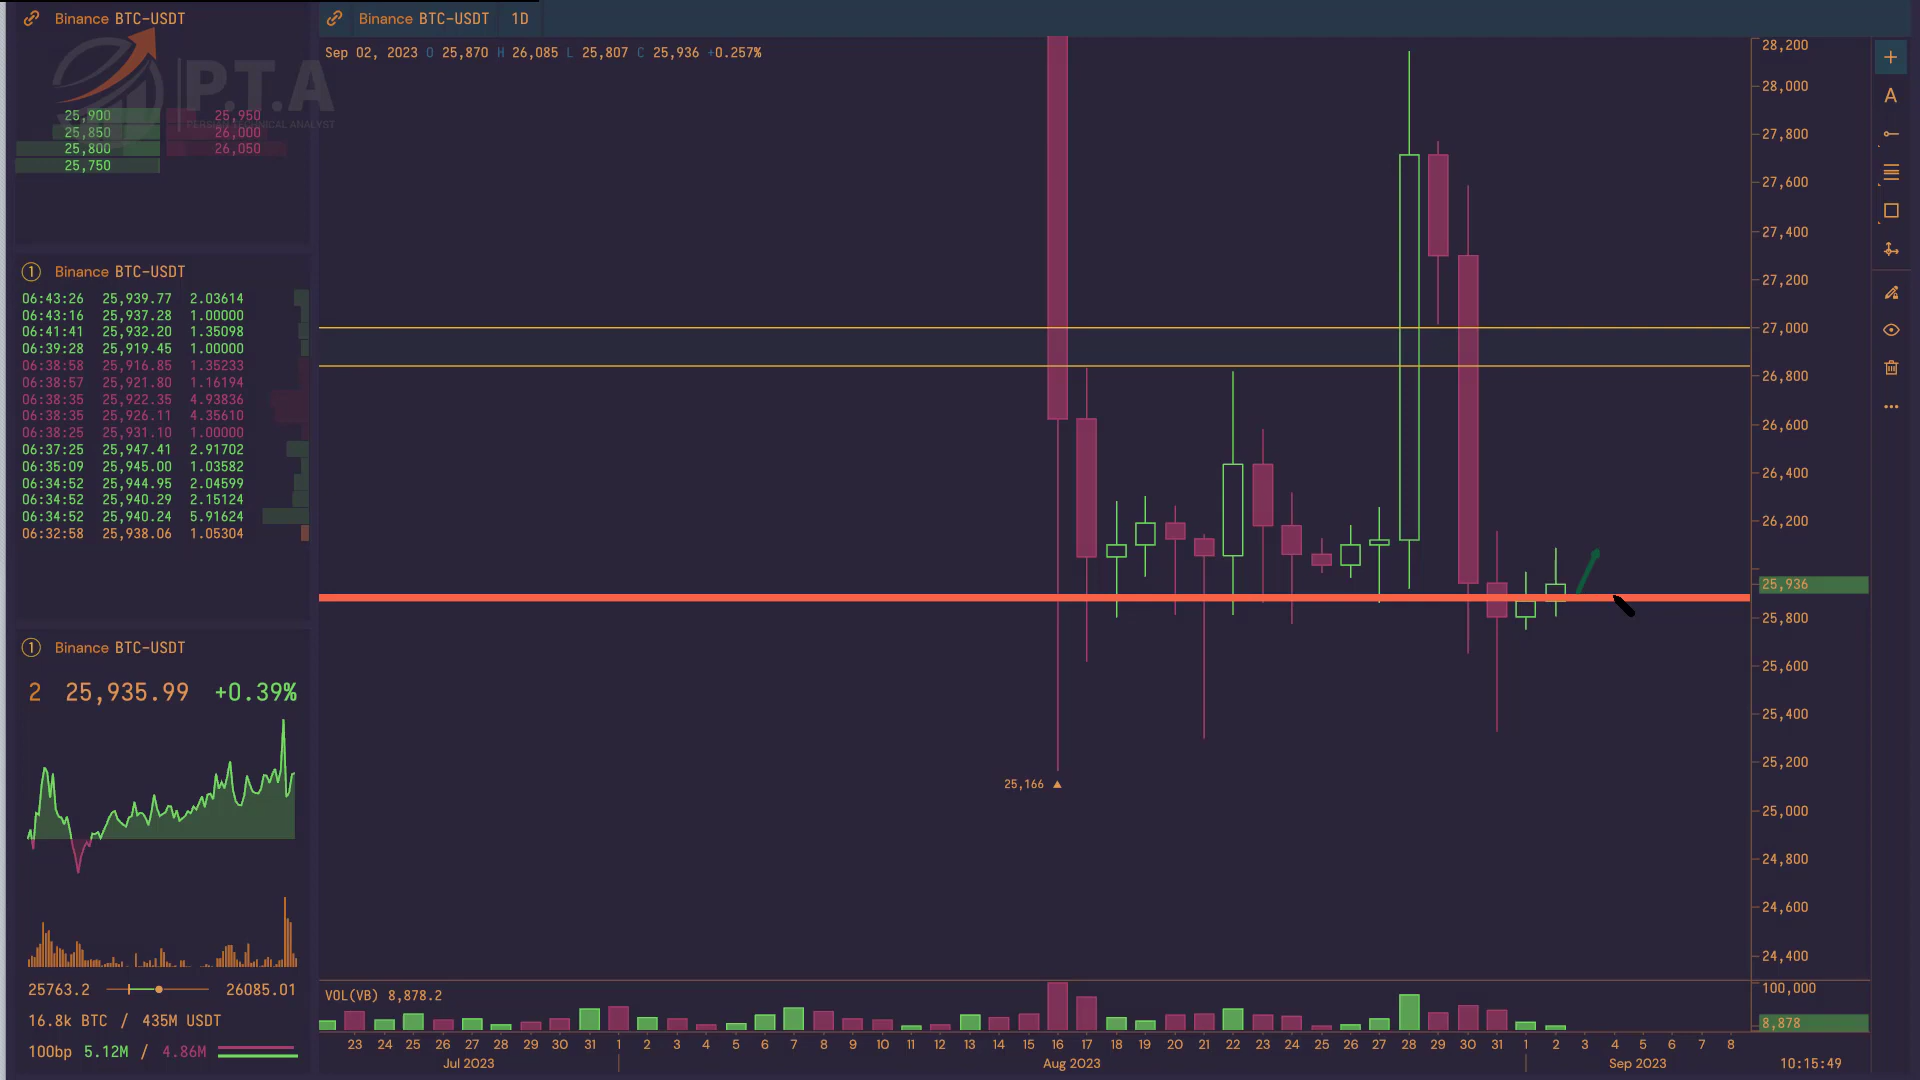 Binance BTC-USDT
P.T.A
PERSIAN TECHNICAL ANALYST
25,900 25,950
25,850 26,000
25,800 26,050
25,750
1 Binance BTC-USDT
06:43:26 25,939.77 2.03614
06:43:16 25,937.28 1.00000
06:41:41 25,932.20 1.35098
06:39:28 25,919.45 1.00000
06:38:58 25,916.85 1.35233
06:38:57 25,921.80 1.16194
06:38:35 25,922.35 4.93836
06:38:35 25,926.11 4.35610
06:38:25 25,931.10 1.00000
06:37:25 25,947.41 2.91702
06:35:09 25,945.00 1.03582
06:34:52 25,944.95 2.04599
06:34:52 25,940.29 2.15124
06:34:52 25,940.24 5.91624
06:32:58 25,938.06 1.05304
1 Binance BTC-USDT
2 25,935.99 +0.39%
25763.2 26085.01
16.8k BTC / 435M USDT
100bp 5.12M / 4.86M
Binance BTC-USDT 1D
Sep 02, 2023 O 25,870 H 26,085 L 25,807 C 25,936 +0.257%
25,166 ▲
28,200
28,000
27,800
27,600
27,400
27,200
27,000
26,800
26,600
26,400
26,200
25,936
25,800
25,600
25,400
25,200
25,000
24,800
24,600
24,400
VOL(VB) 8,878.2
100,000
8,878
23 24 25 26 27 28 29 30 31 1 2 3 4 5 6 7 8 9 10 11 12 13 14 15 16 17 18 19 20 21 22 23 24 25 26 27 28 29 30 31 1 2 3 4 5 6 7 8
Jul 2023 Aug 2023 Sep 2023 10:15:49
A